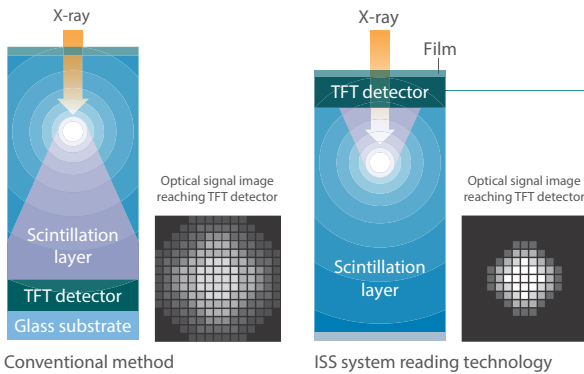 X-ray
Optical signal image
reaching TFT detector
Scintillation
layer
TFT detector
Glass substrate
Conventional method
X-ray
Film
TFT detector
Optical signal image
reaching TFT detector
Scintillation
layer
ISS system reading technology